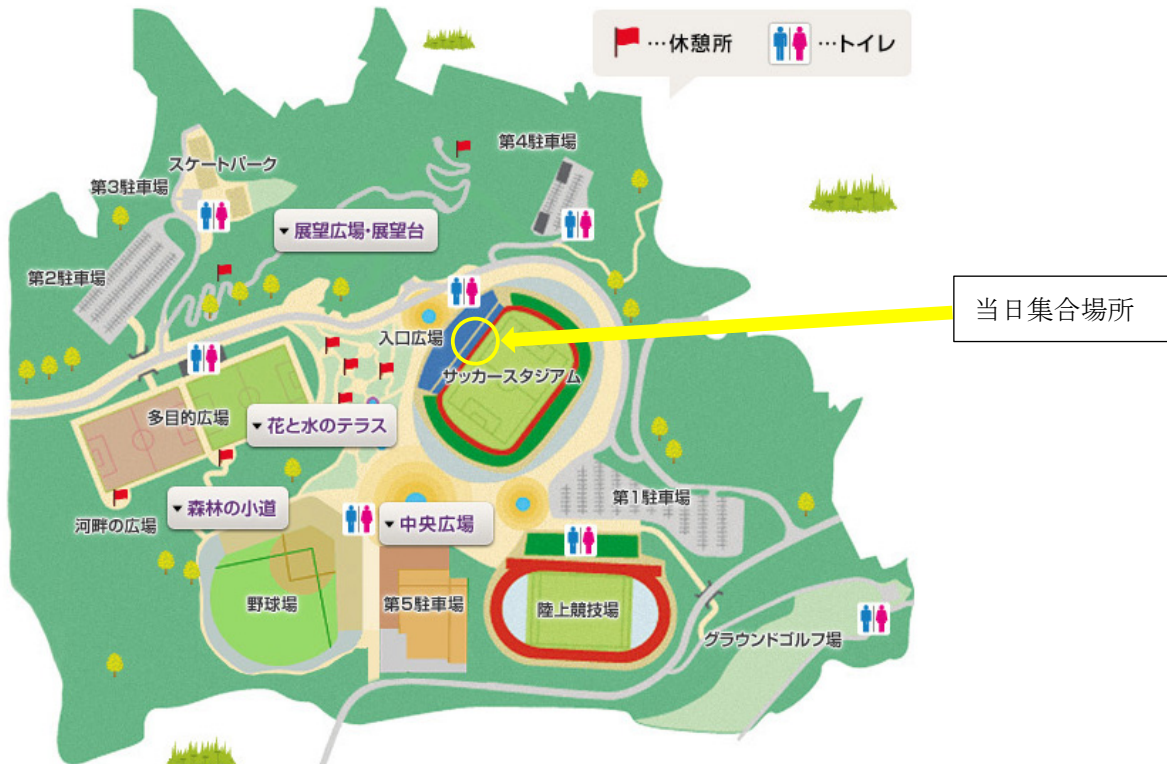 …休憩所
…トイレ
第4駐車場
スケートパーク
第3駐車場
▼展望広場・展望台
第2駐車場
当日集合場所
入口広場
サッカースタジアム
多目的広場
▼花と水のテラス
第1駐車場
▼森林の小道
河畔の広場
▼中央広場
野球場
第5駐車場
陸上競技場
グラウンドゴルフ場